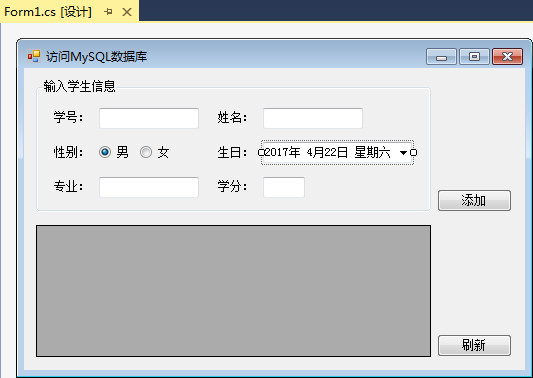 Form1.cs [设计]
访问MySQL数据库
输入学生信息
学号： 姓名：
性别： 男 女 生日： 2017年 4月22日 星期六
专业： 学分：
添加
刷新